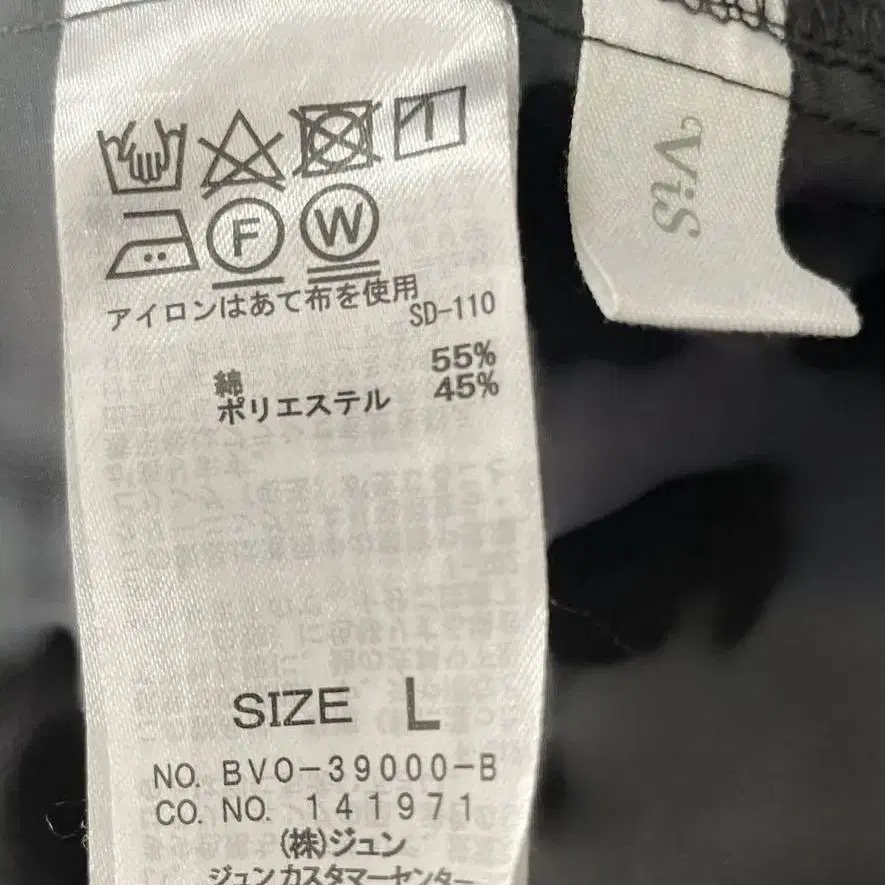 F
W
アイロンはあて布を使用
SD-110
綿 55%
ポリエステル 45%
SIZE L
NO. BVO-39000-B
CO. NO. 141971
(株)ジュン
ジュンカスタマーセンター
ViS